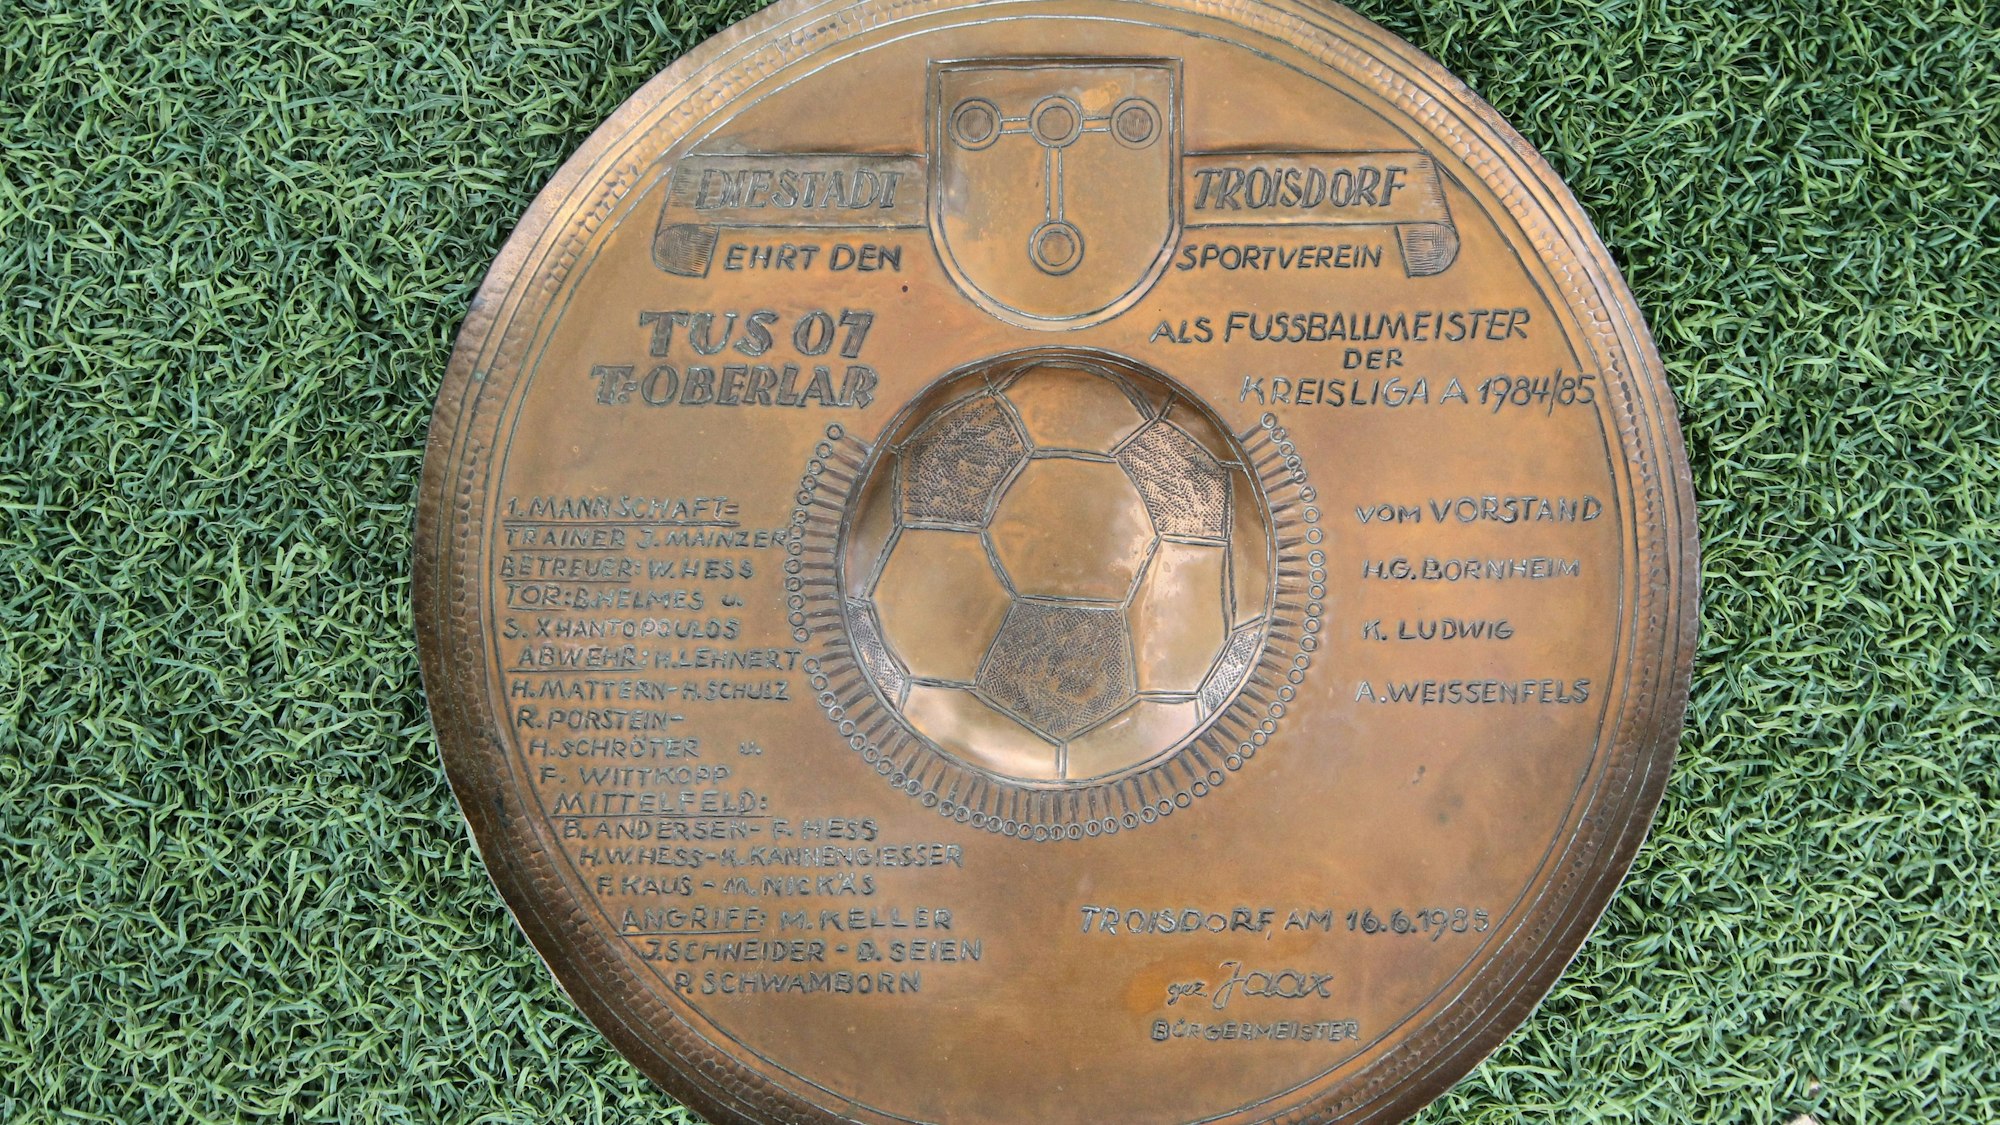 DIE STADT TROISDORF
EHRT DEN SPORTVEREIN
TUS 07
T=OBERLAR
ALS FUSSBALLMEISTER
DER
KREISLIGA A 1984/85
1. MANNSCHAFT=
TRAINER J. MAINZER
BETREUER: W. HESS
TOR: B. HELMES u.
S. XHANTOPOULOS
ABWEHR: H. LEHNERT
H. MATTERN - H. SCHULZ
R. PORSTEIN -
H. SCHRÖTER u.
F. WITTKOPP
MITTELFELD:
B. ANDERSEN - F. HESS
H.W. HESS - K. KANNENGIESSER
F. KAUS - M. NICKÄS
ANGRIFF: M. KELLER
J. SCHNEIDER - D. SEIEN
P. SCHWAMBORN
VOM VORSTAND
H.G. BORNHEIM
K. LUDWIG
A. WEISSENFELS
TROISDORF, AM 16.6.1985
gez. Jaax
BÜRGERMEISTER